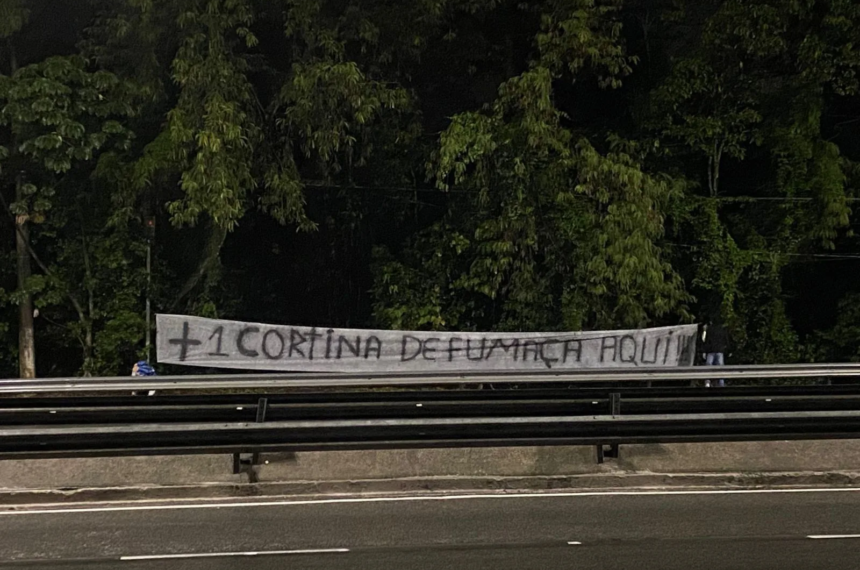 +1 CORTINA DE FUMAÇA AQUI!!!